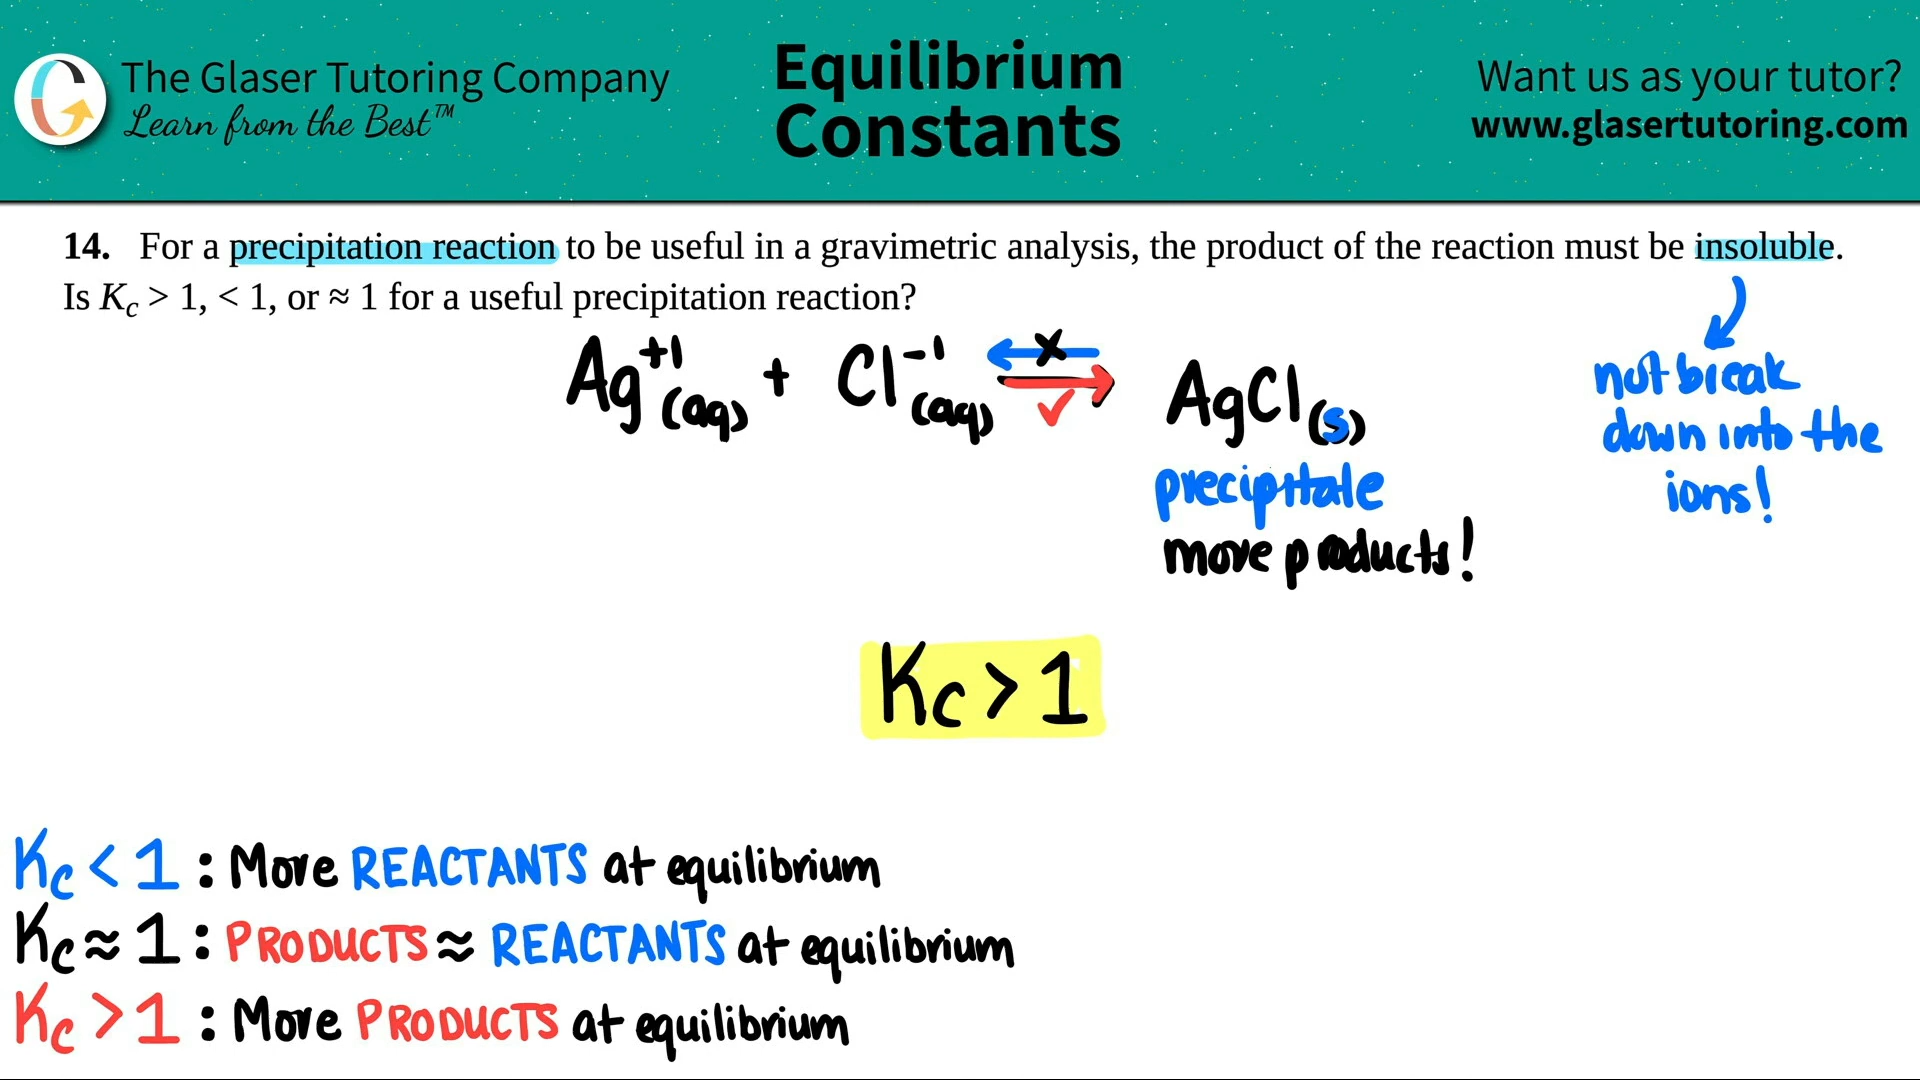 The Glaser Tutoring Company
Learn from the Best™
Equilibrium
Constants
Want us as your tutor?
www.glasertutoring.com
14. For a precipitation reaction to be useful in a gravimetric analysis, the product of the reaction must be insoluble.
Is Kc > 1, < 1, or ≈ 1 for a useful precipitation reaction?
Ag⁺¹(aq) + Cl⁻¹(aq) ⇌ AgCl(s)
x
✓
precipitate
more products!
not break
down into the
ions!
Kc > 1
Kc < 1 : More REACTANTS at equilibrium
Kc ≈ 1 : PRODUCTS ≈ REACTANTS at equilibrium
Kc > 1 : More PRODUCTS at equilibrium